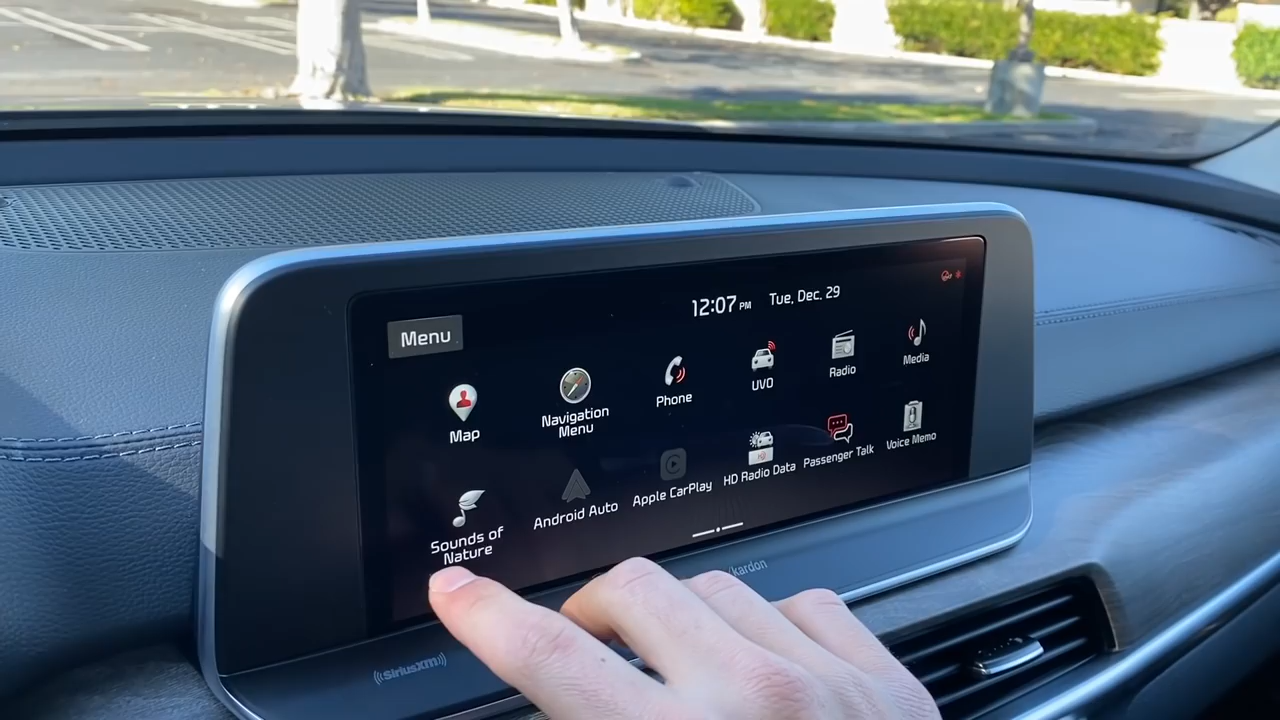 12:07 PM Tue, Dec. 29
Menu
Map
Navigation
Menu
Phone
UVO
Radio
Media
Sounds of
Nature
Android Auto
Apple CarPlay
HD Radio Data
Passenger Talk
Voice Memo
/kardon
((SiriusXM))